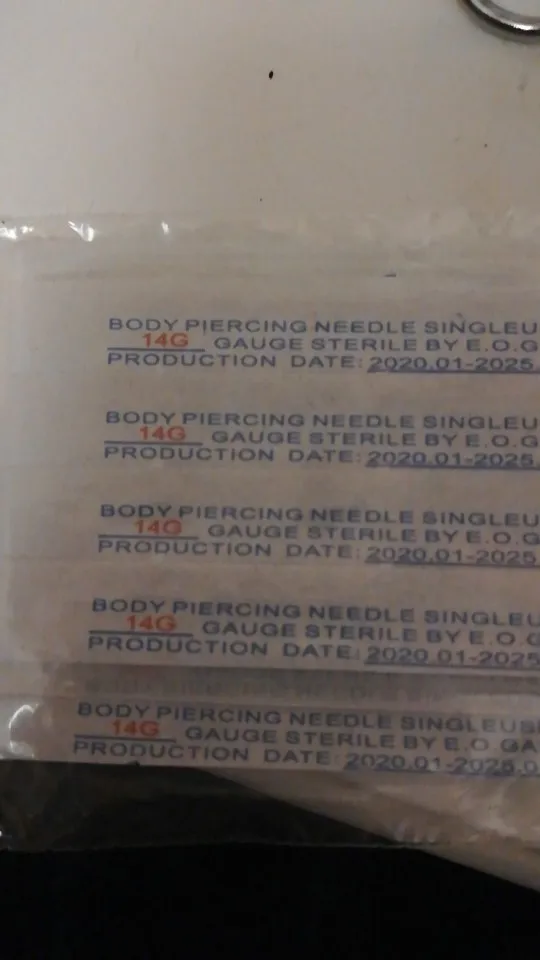 BODY PIERCING NEEDLE SINGLEU
14G GAUGE STERILE BY E.O.G
PRODUCTION DATE: 2020.01-2025.
BODY PIERCING NEEDLE SINGLEU
14G GAUGE STERILE BY E.O.G
PRODUCTION DATE: 2020.01-2025.
BODY PIERCING NEEDLE SINGLEU
14G GAUGE STERILE BY E.O.G
PRODUCTION DATE: 2020.01-2025.
BODY PIERCING NEEDLE SINGLEU
14G GAUGE STERILE BY E.O.G
PRODUCTION DATE: 2020.01-2025
BODY PIERCING NEEDLE SINGLEUS
14G GAUGE STERILE BY E.O.GA
PRODUCTION DATE: 2020.01-2025.0